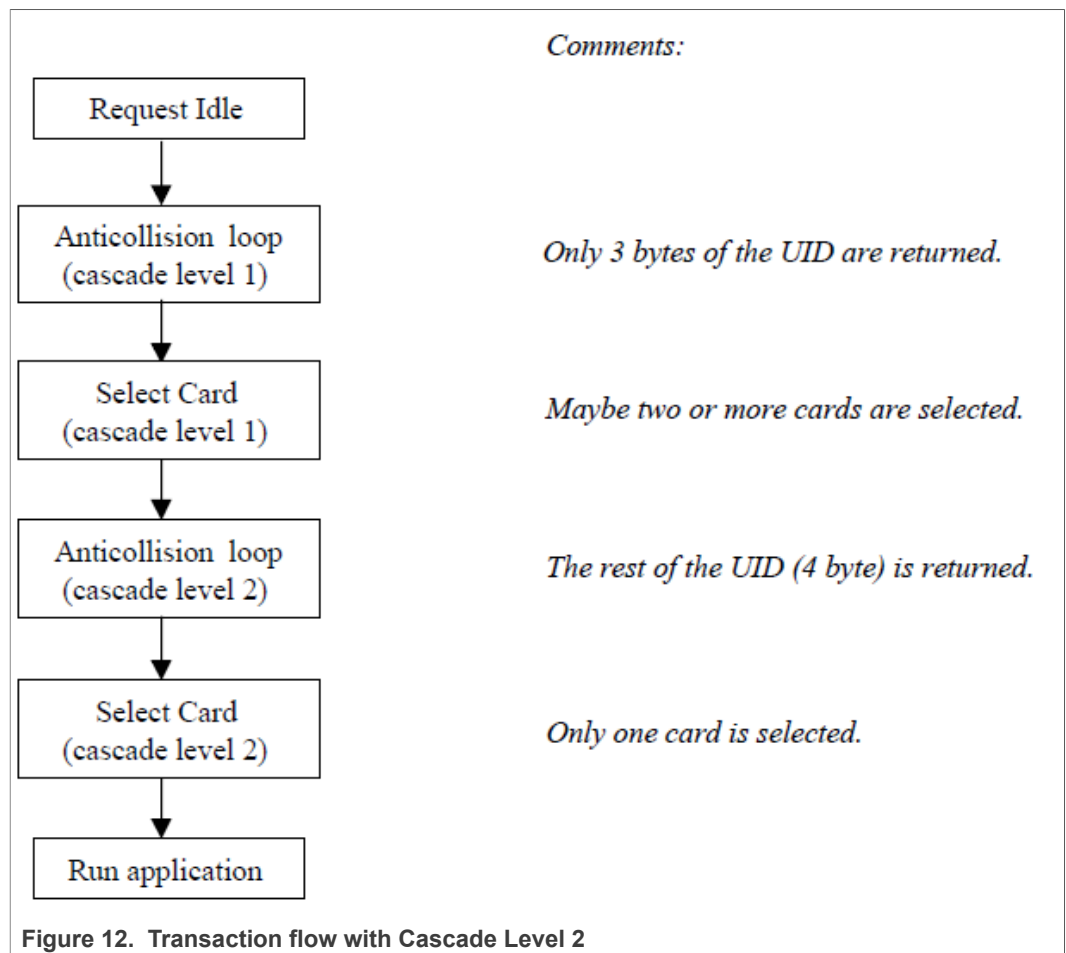 Comments:
Request Idle
Anticollision loop
(cascade level 1)
Only 3 bytes of the UID are returned.
Select Card
(cascade level 1)
Maybe two or more cards are selected.
Anticollision loop
(cascade level 2)
The rest of the UID (4 byte) is returned.
Select Card
(cascade level 2)
Only one card is selected.
Run application
Figure 12. Transaction flow with Cascade Level 2